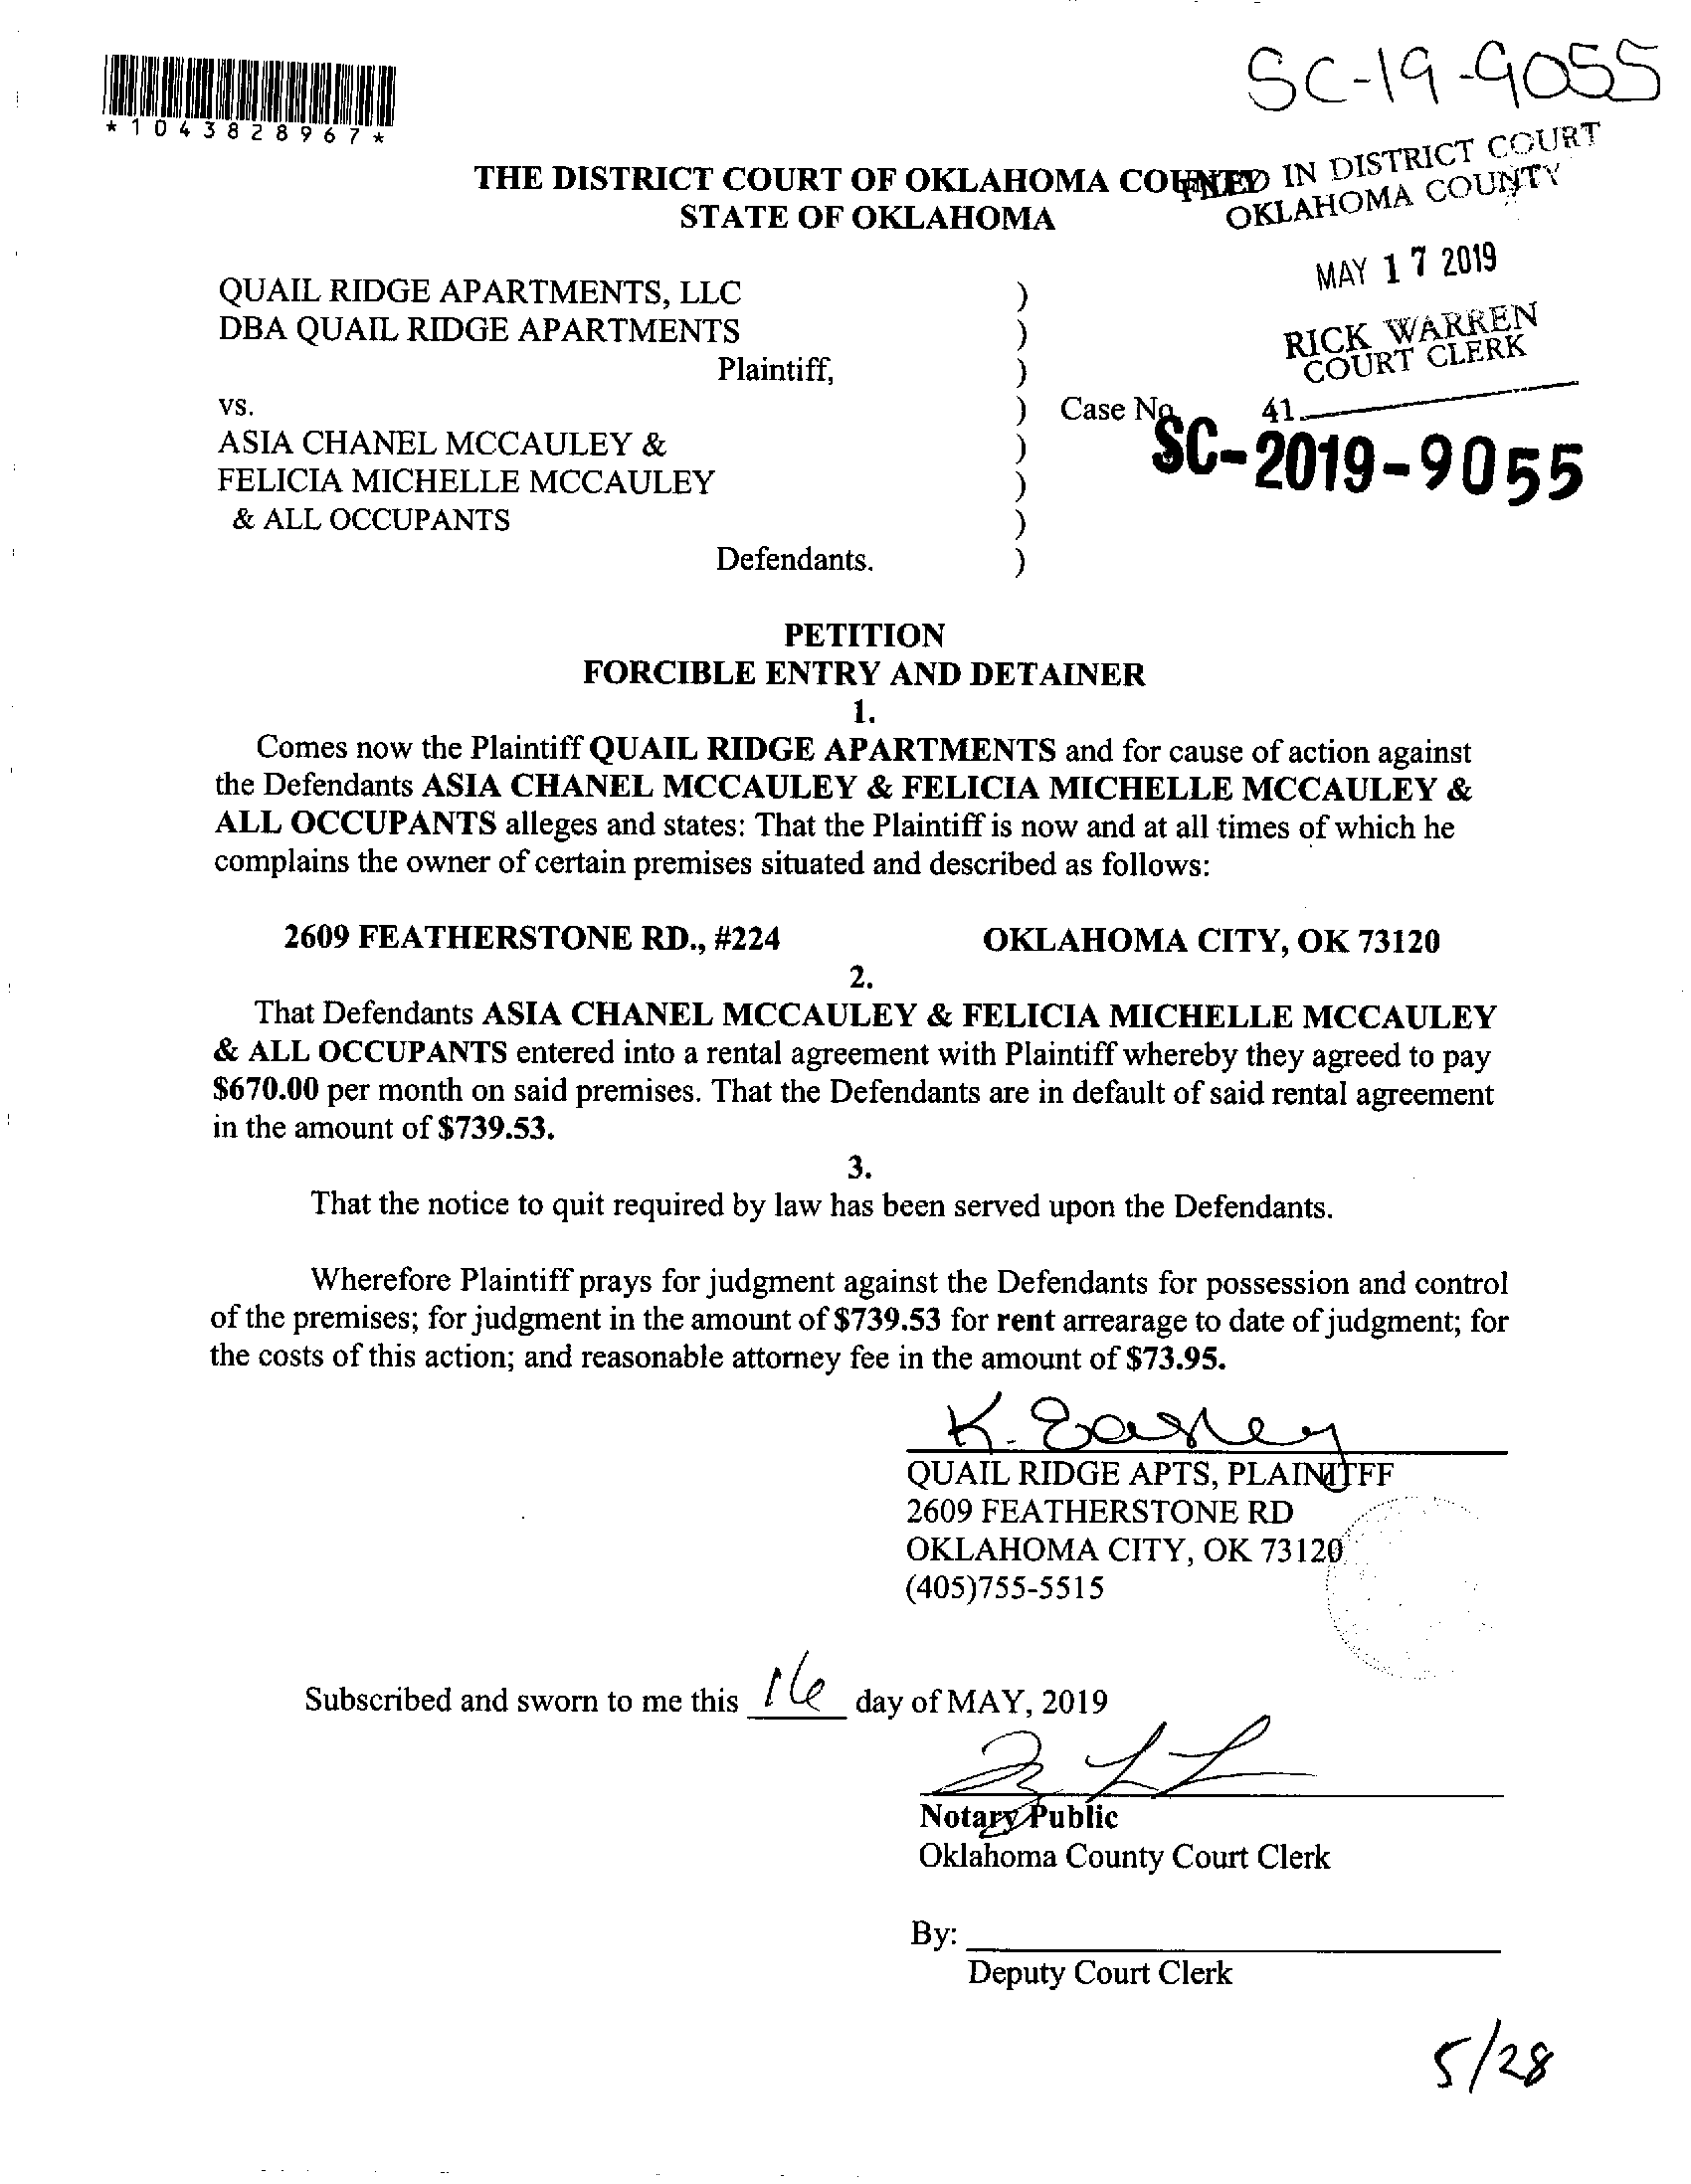 SC-19-9055
*1043828967*
THE DISTRICT COURT OF OKLAHOMA COUNTY
STATE OF OKLAHOMA
FILED IN DISTRICT COURT
OKLAHOMA COUNTY
MAY 17 2019
RICK WARREN
COURT CLERK
41.
QUAIL RIDGE APARTMENTS, LLC )
DBA QUAIL RIDGE APARTMENTS )
Plaintiff, )
vs. ) Case No.
SC-2019-9055
ASIA CHANEL MCCAULEY & )
FELICIA MICHELLE MCCAULEY )
& ALL OCCUPANTS )
Defendants. )
PETITION
FORCIBLE ENTRY AND DETAINER
1.
Comes now the Plaintiff QUAIL RIDGE APARTMENTS and for cause of action against
the Defendants ASIA CHANEL MCCAULEY & FELICIA MICHELLE MCCAULEY &
ALL OCCUPANTS alleges and states: That the Plaintiff is now and at all times of which he
complains the owner of certain premises situated and described as follows:
2609 FEATHERSTONE RD., #224 OKLAHOMA CITY, OK 73120
2.
That Defendants ASIA CHANEL MCCAULEY & FELICIA MICHELLE MCCAULEY
& ALL OCCUPANTS entered into a rental agreement with Plaintiff whereby they agreed to pay
$670.00 per month on said premises. That the Defendants are in default of said rental agreement
in the amount of $739.53.
3.
That the notice to quit required by law has been served upon the Defendants.
Wherefore Plaintiff prays for judgment against the Defendants for possession and control
of the premises; for judgment in the amount of $739.53 for rent arrearage to date of judgment; for
the costs of this action; and reasonable attorney fee in the amount of $73.95.
K. Easley
QUAIL RIDGE APTS, PLAINITFF
2609 FEATHERSTONE RD
OKLAHOMA CITY, OK 73120
(405)755-5515
Subscribed and sworn to me this 16 day of MAY, 2019
Notary Public
Oklahoma County Court Clerk
By:
Deputy Court Clerk
5/28